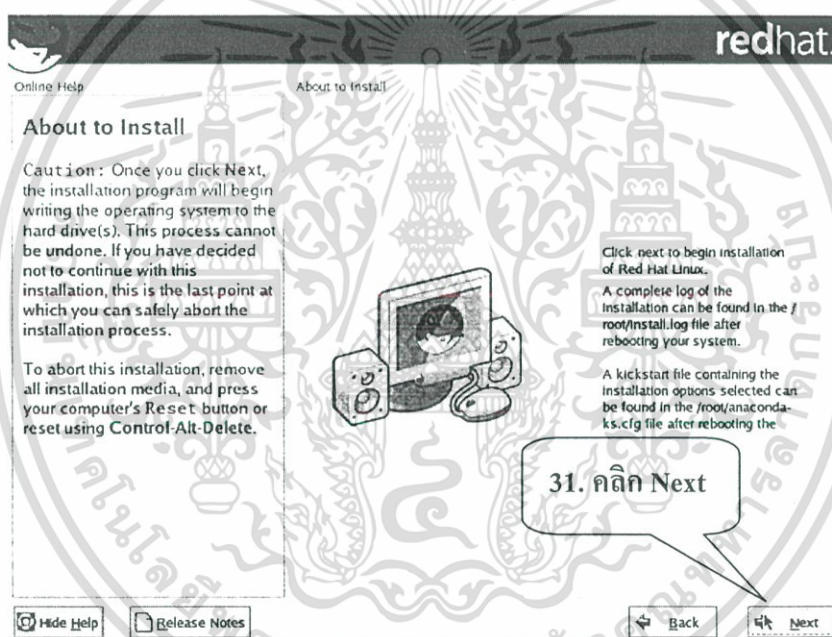 redhat.
Online Help
About to Install
About to Install
Caution: Once you click Next,
the installation program will begin
writing the operating system to the
hard drive(s). This process cannot
be undone. If you have decided
not to continue with this
installation, this is the last point at
which you can safely abort the
installation process.
To abort this installation, remove
all installation media, and press
your computer's Reset button or
reset using Control-Alt-Delete.
Click next to begin installation
of Red Hat Linux.
A complete log of the
installation can be found in the /
root/install.log file after
rebooting your system.
A kickstart file containing the
installation options selected can
be found in the /root/anaconda-
ks.cfg file after rebooting the
31. คลิก Next
Hide Help
Release Notes
Back
Next